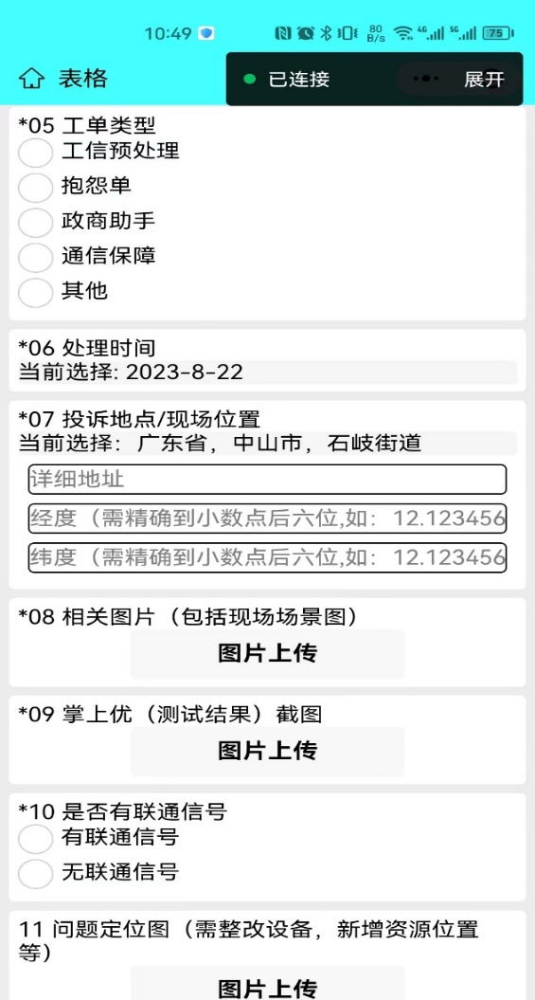 10:49
80
B/s
4G
5G
75
表格
已连接
展开
*05 工单类型
工信预处理
抱怨单
政商助手
通信保障
其他
*06 处理时间
当前选择: 2023-8-22
*07 投诉地点/现场位置
当前选择： 广东省，中山市，石岐街道
详细地址
经度（需精确到小数点后六位,如： 12.123456
纬度（需精确到小数点后六位,如： 12.123456
*08 相关图片（包括现场场景图）
图片上传
*09 掌上优（测试结果）截图
图片上传
*10 是否有联通信号
有联通信号
无联通信号
11 问题定位图（需整改设备，新增资源位置
等）
图片上传